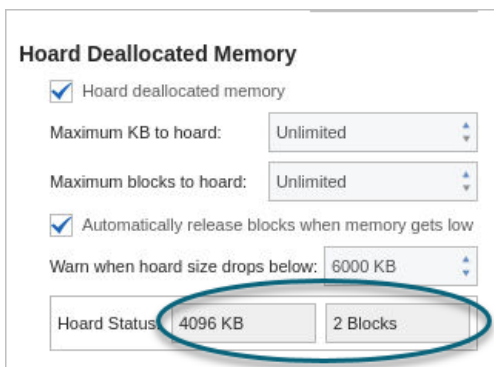 Hoard Deallocated Memory
Hoard deallocated memory
Maximum KB to hoard: Unlimited
Maximum blocks to hoard: Unlimited
Automatically release blocks when memory gets low
Warn when hoard size drops below: 6000 KB
Hoard Status: 4096 KB 2 Blocks